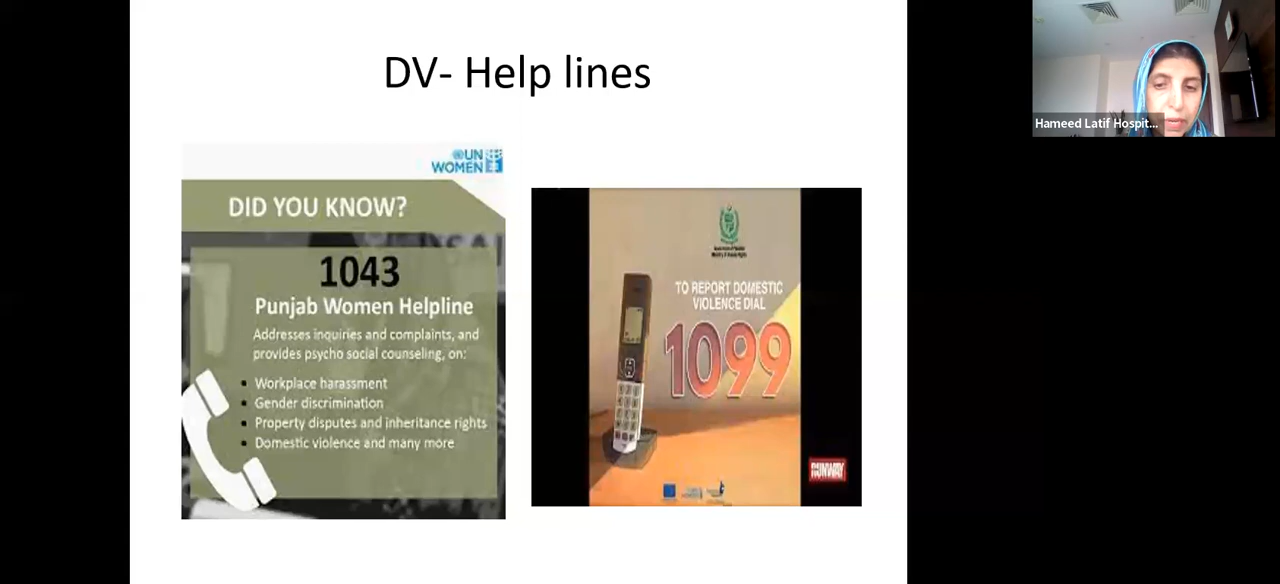 DV- Help lines
UN
WOMEN
DID YOU KNOW?
1043
Punjab Women Helpline
Addresses inquiries and complaints, and
provides psycho social counseling, on:
• Workplace harassment
• Gender discrimination
• Property disputes and inheritance rights
• Domestic violence and many more
TO REPORT DOMESTIC
VIOLENCE DIAL
1099
RUNWAY
Hameed Latif Hospit...